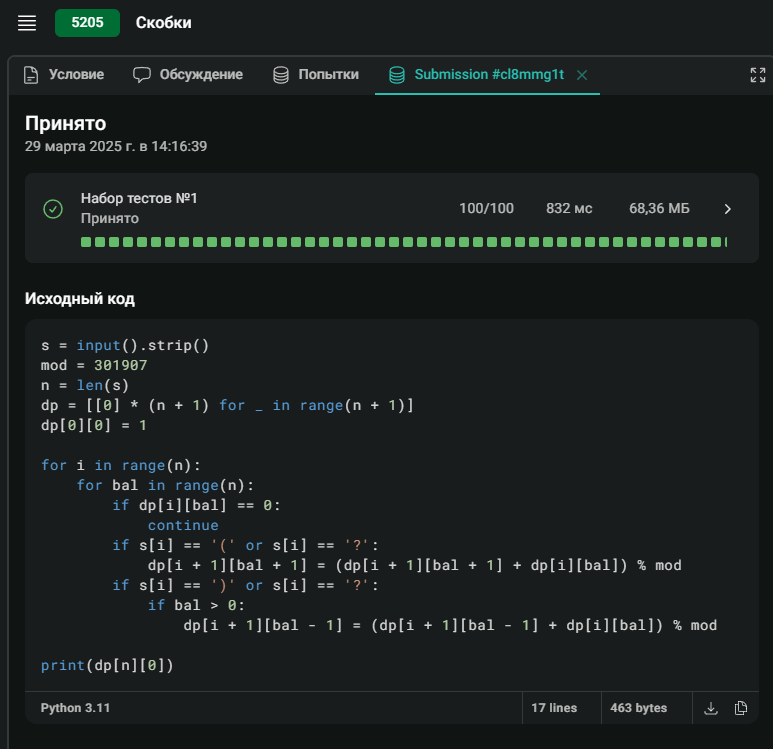 5205 Скобки
Условие Обсуждение Попытки Submission #cl8mmg1t
Принято
29 марта 2025 г. в 14:16:39
Набор тестов №1
Принято
100/100 832 мс 68,36 МБ
Исходный код
s = input().strip()
mod = 301907
n = len(s)
dp = [[0] * (n + 1) for _ in range(n + 1)]
dp[0][0] = 1

for i in range(n):
    for bal in range(n):
        if dp[i][bal] == 0:
            continue
        if s[i] == '(' or s[i] == '?':
            dp[i + 1][bal + 1] = (dp[i + 1][bal + 1] + dp[i][bal]) % mod
        if s[i] == ')' or s[i] == '?':
            if bal > 0:
                dp[i + 1][bal - 1] = (dp[i + 1][bal - 1] + dp[i][bal]) % mod

print(dp[n][0])
Python 3.11 17 lines 463 bytes